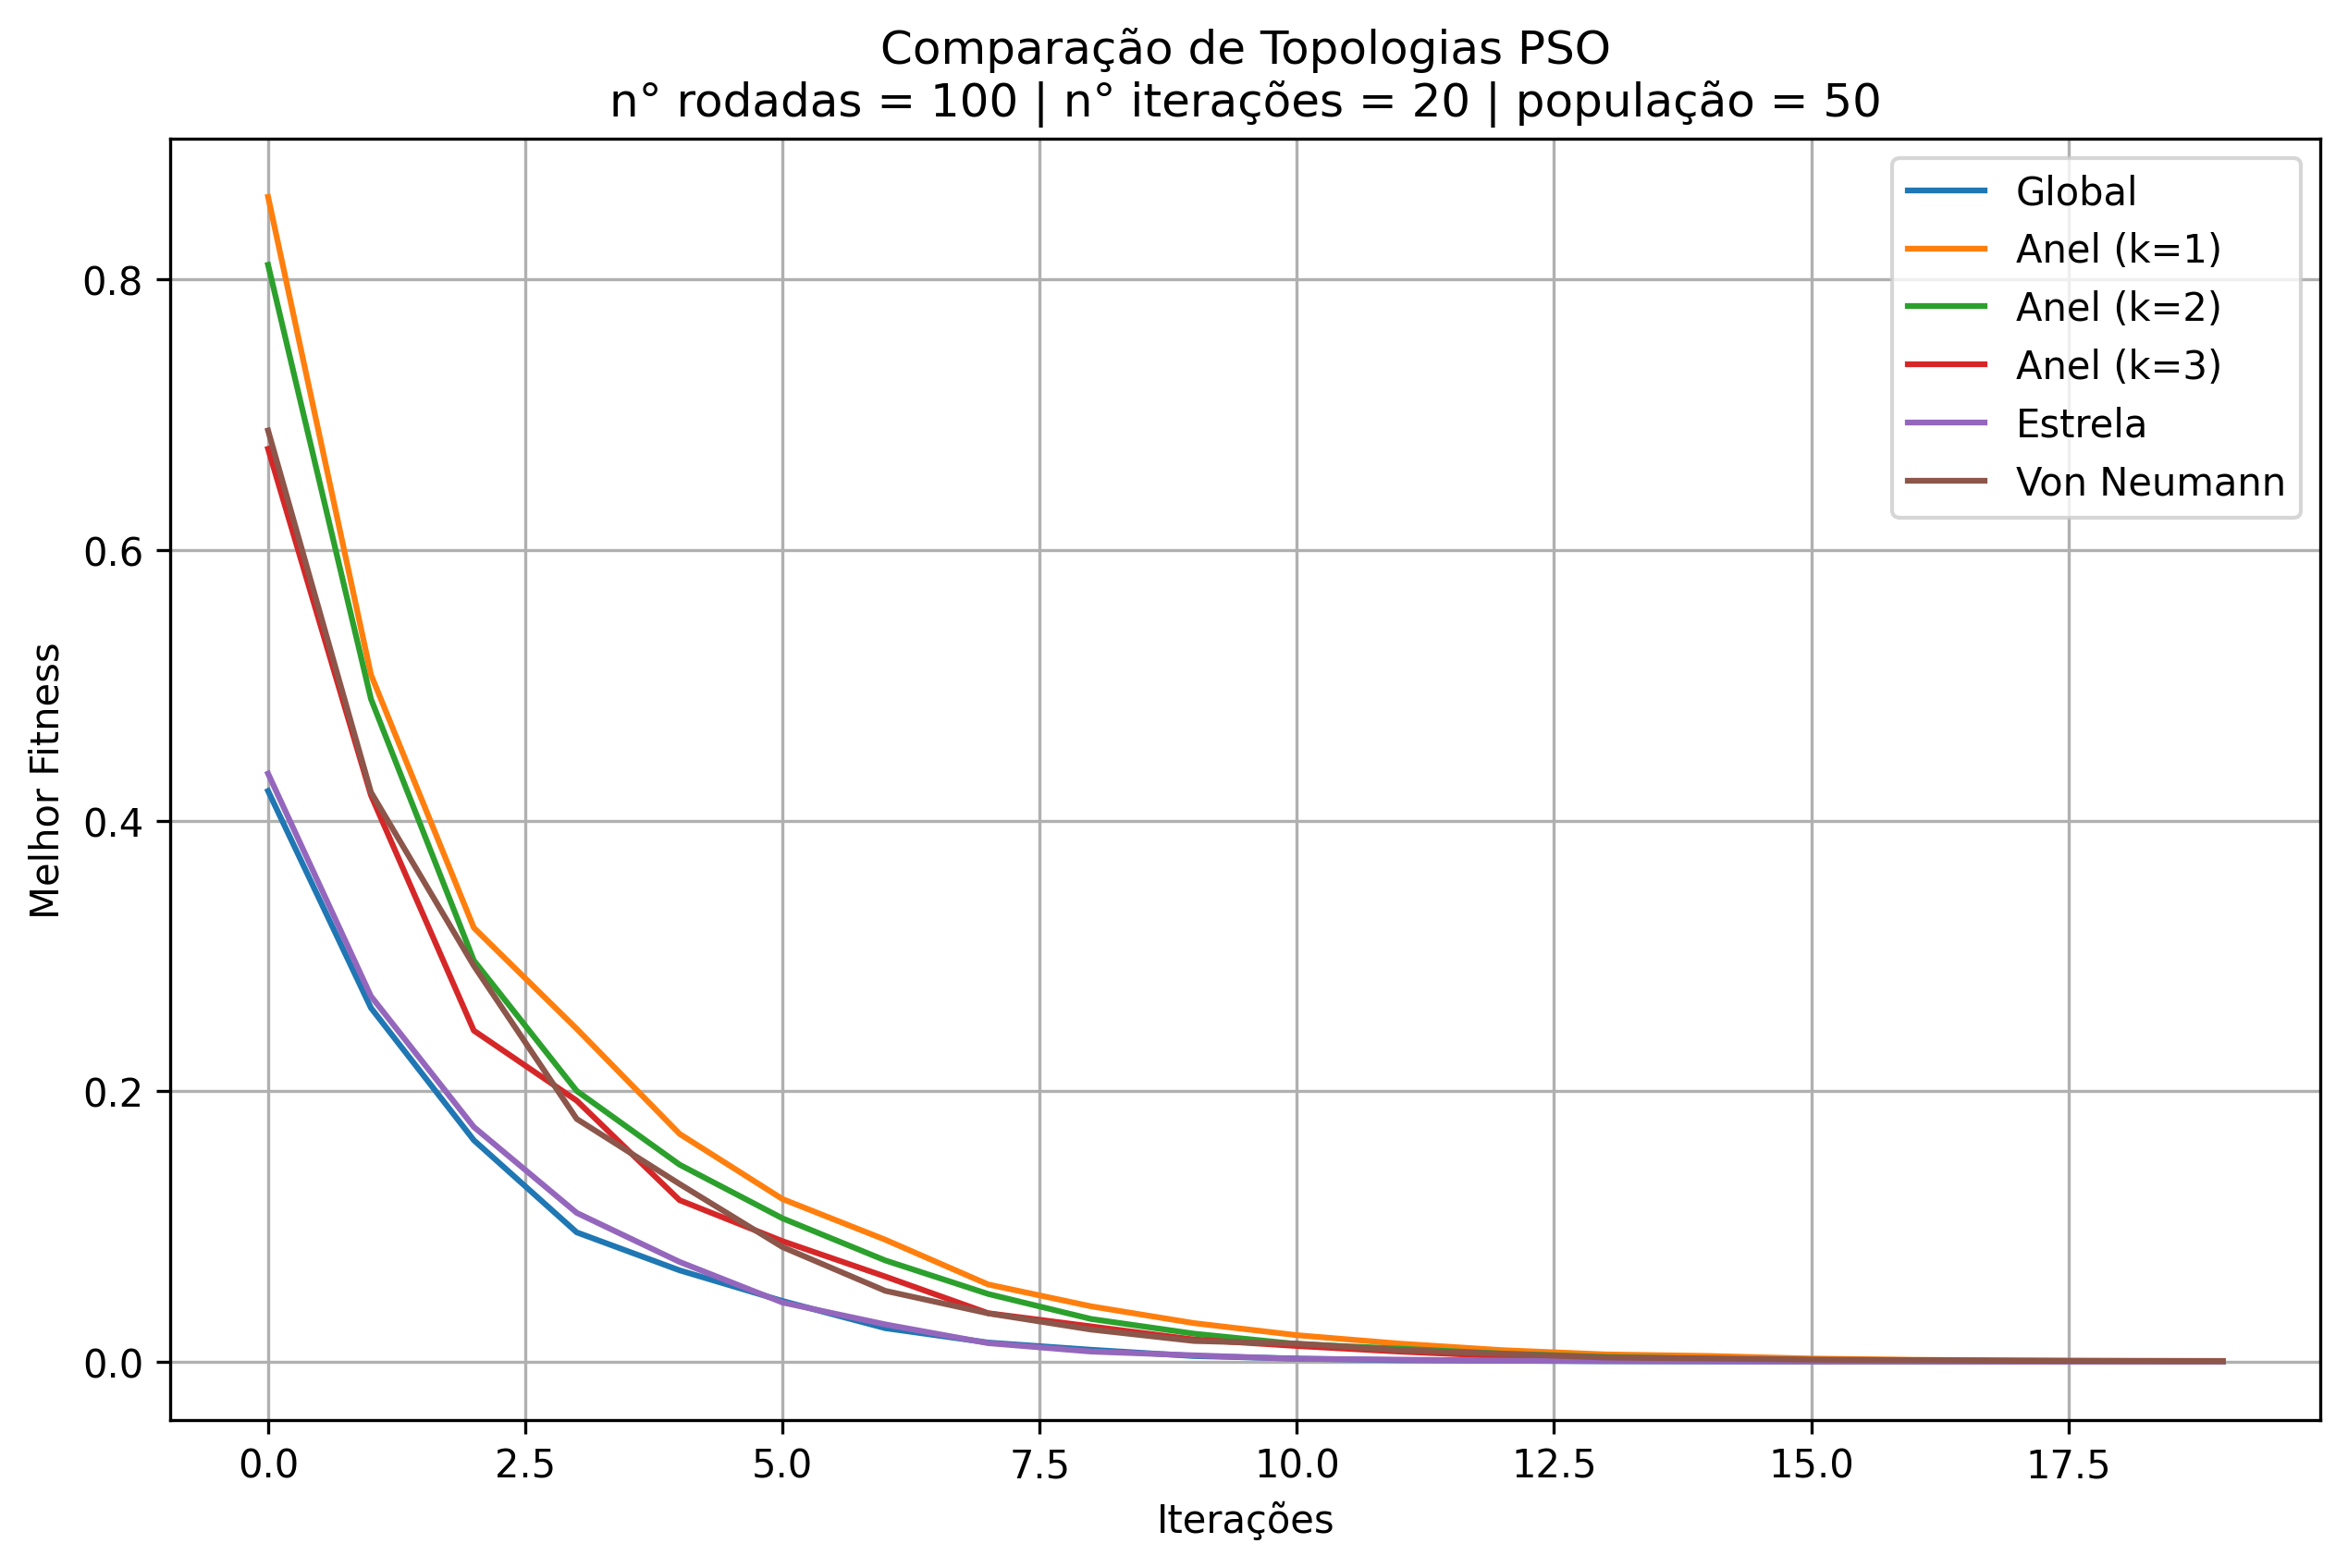 Comparação de Topologias PSO
n° rodadas = 100 | n° iterações = 20 | população = 50
Global
Anel (k=1)
Anel (k=2)
Anel (k=3)
Estrela
Von Neumann
Melhor Fitness
0.8
0.6
0.4
0.2
0.0
0.0 2.5 5.0 7.5 10.0 12.5 15.0 17.5
Iterações